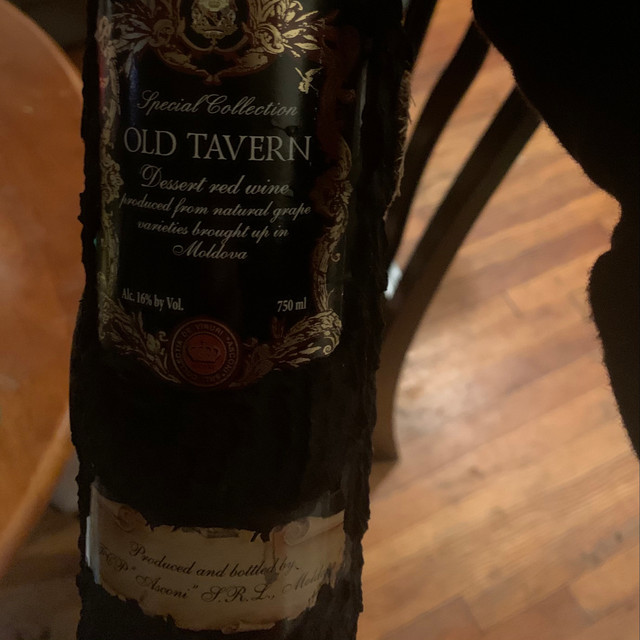 Special Collection
OLD TAVERN
Dessert red wine
produced from natural grape
varieties brought up in
Moldova
Alc. 16% by Vol. 750 ml
Produced and bottled by
"Asconi" S.R.L.,